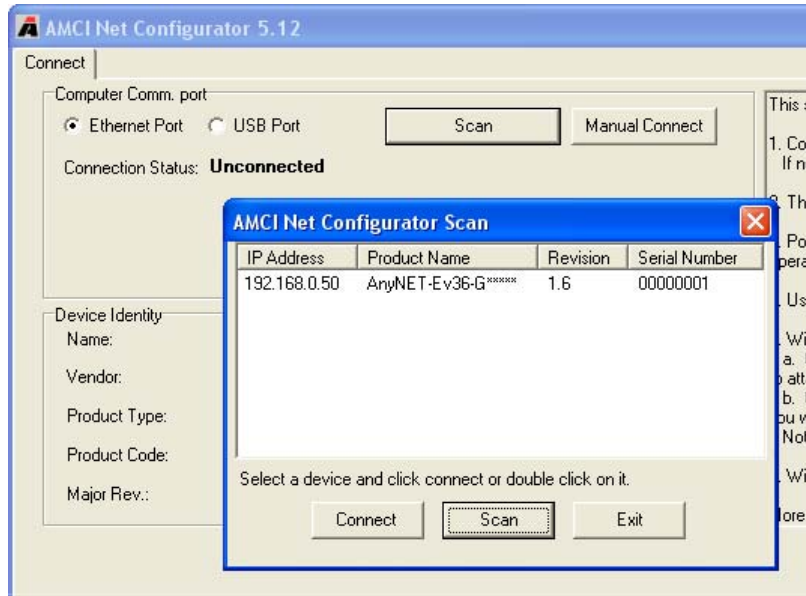 AMCI Net Configurator 5.12
Connect
Computer Comm. port
Ethernet Port USB Port Scan Manual Connect
Connection Status: Unconnected
This
1. Co
If n
Th
Po
pera
Us
Wi
a.
att
b.
Not
Wi
AMCI Net Configurator Scan
IP Address Product Name Revision Serial Number
192.168.0.50 AnyNET-Ev36-G***** 1.6 00000001
Select a device and click connect or double click on it.
Connect Scan Exit
Device Identity
Name:
Vendor:
Product Type:
Product Code:
Major Rev.: